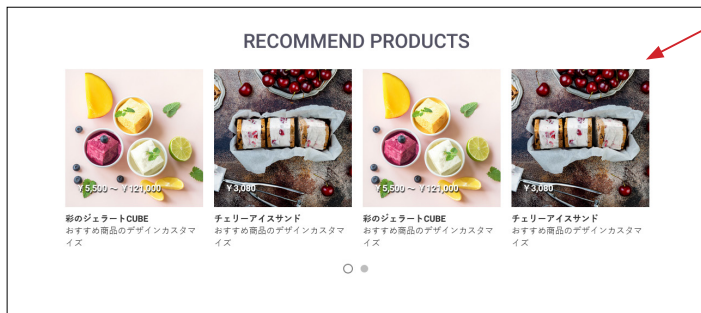 RECOMMEND PRODUCTS
¥5,500 ～ ¥121,000
¥3,080
¥5,500 ～ ¥121,000
¥3,080
彩のジェラートCUBE
おすすめ商品のデザインカスタマ
イズ
チェリーアイスサンド
おすすめ商品のデザインカスタマ
イズ
彩のジェラートCUBE
おすすめ商品のデザインカスタマ
イズ
チェリーアイスサンド
おすすめ商品のデザインカスタマ
イズ